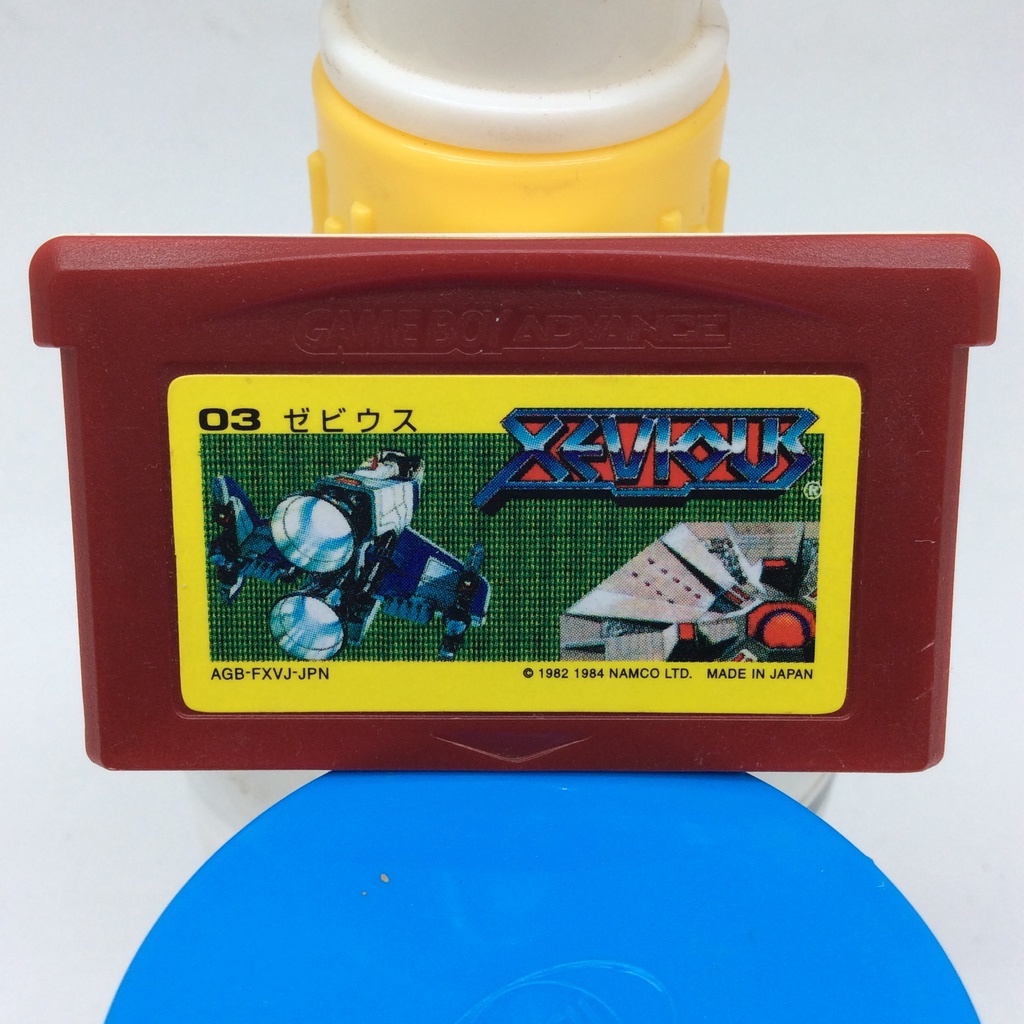 GAME BOY ADVANCE
03 ゼビウス
XEVIOUS®
AGB-FXVJ-JPN
© 1982 1984 NAMCO LTD. MADE IN JAPAN